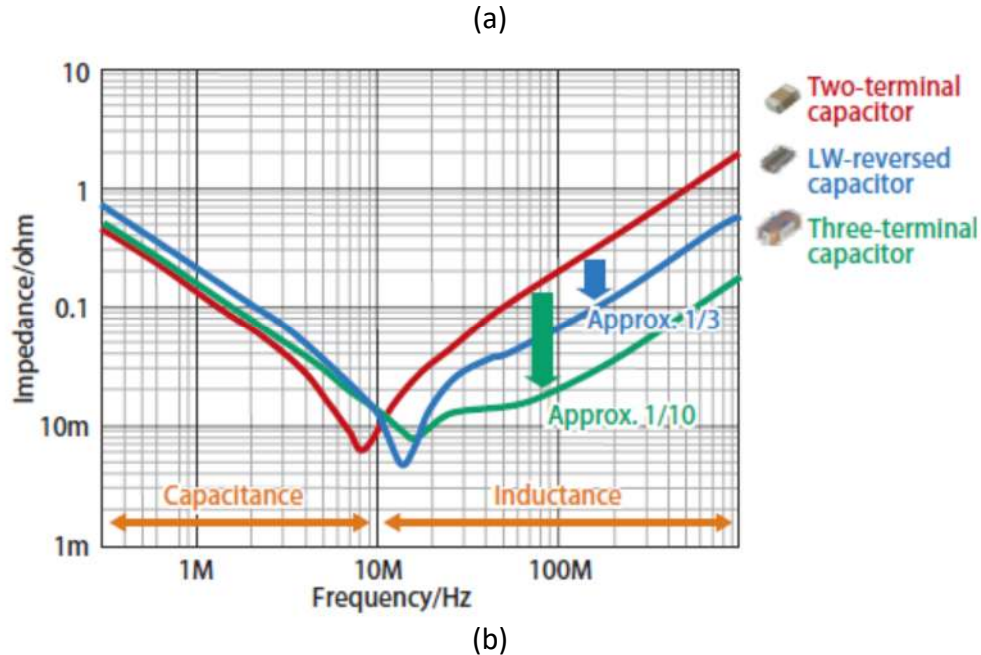 (a)
10
1
0.1
10m
1m
Impedance/ohm
Two-terminal
capacitor
LW-reversed
capacitor
Three-terminal
capacitor
Approx. 1/3
Approx. 1/10
Capacitance
Inductance
1M
10M
100M
Frequency/Hz
(b)